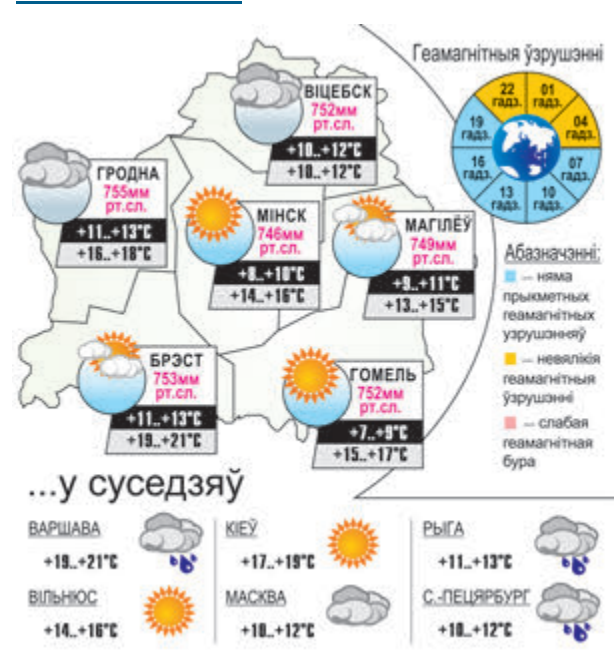 Геамагнітныя ўзрушэнні
22 гадз.
01 гадз.
04 гадз.
07 гадз.
10 гадз.
13 гадз.
16 гадз.
19 гадз.
ВІЦЕБСК
752мм
рт.сл.
+10..+12°C
+10..+12°C
ГРОДНА
755мм
рт.сл.
+11..+13°C
+16..+18°C
МІНСК
746мм
рт.сл.
+8..+10°C
+14..+16°C
МАГІЛЁЎ
749мм
рт.сл.
+9..+11°C
+13..+15°C
БРЭСТ
753мм
рт.сл.
+11..+13°C
+19..+21°C
ГОМЕЛЬ
752мм
рт.сл.
+7..+9°C
+15..+17°C
Абазначэнні:
— няма
прыкметных
геамагнітных
узрушэнняў
— невялікія
геамагнітныя
ўзрушэнні
— слабая
геамагнітная
бура
...у суседзяў
ВАРШАВА
+19..+21°C
КІЕЎ
+17..+19°C
РЫГА
+11..+13°C
ВІЛЬНЮС
+14..+16°C
МАСКВА
+10..+12°C
С.-ПЕЦЯРБУРГ
+10..+12°C